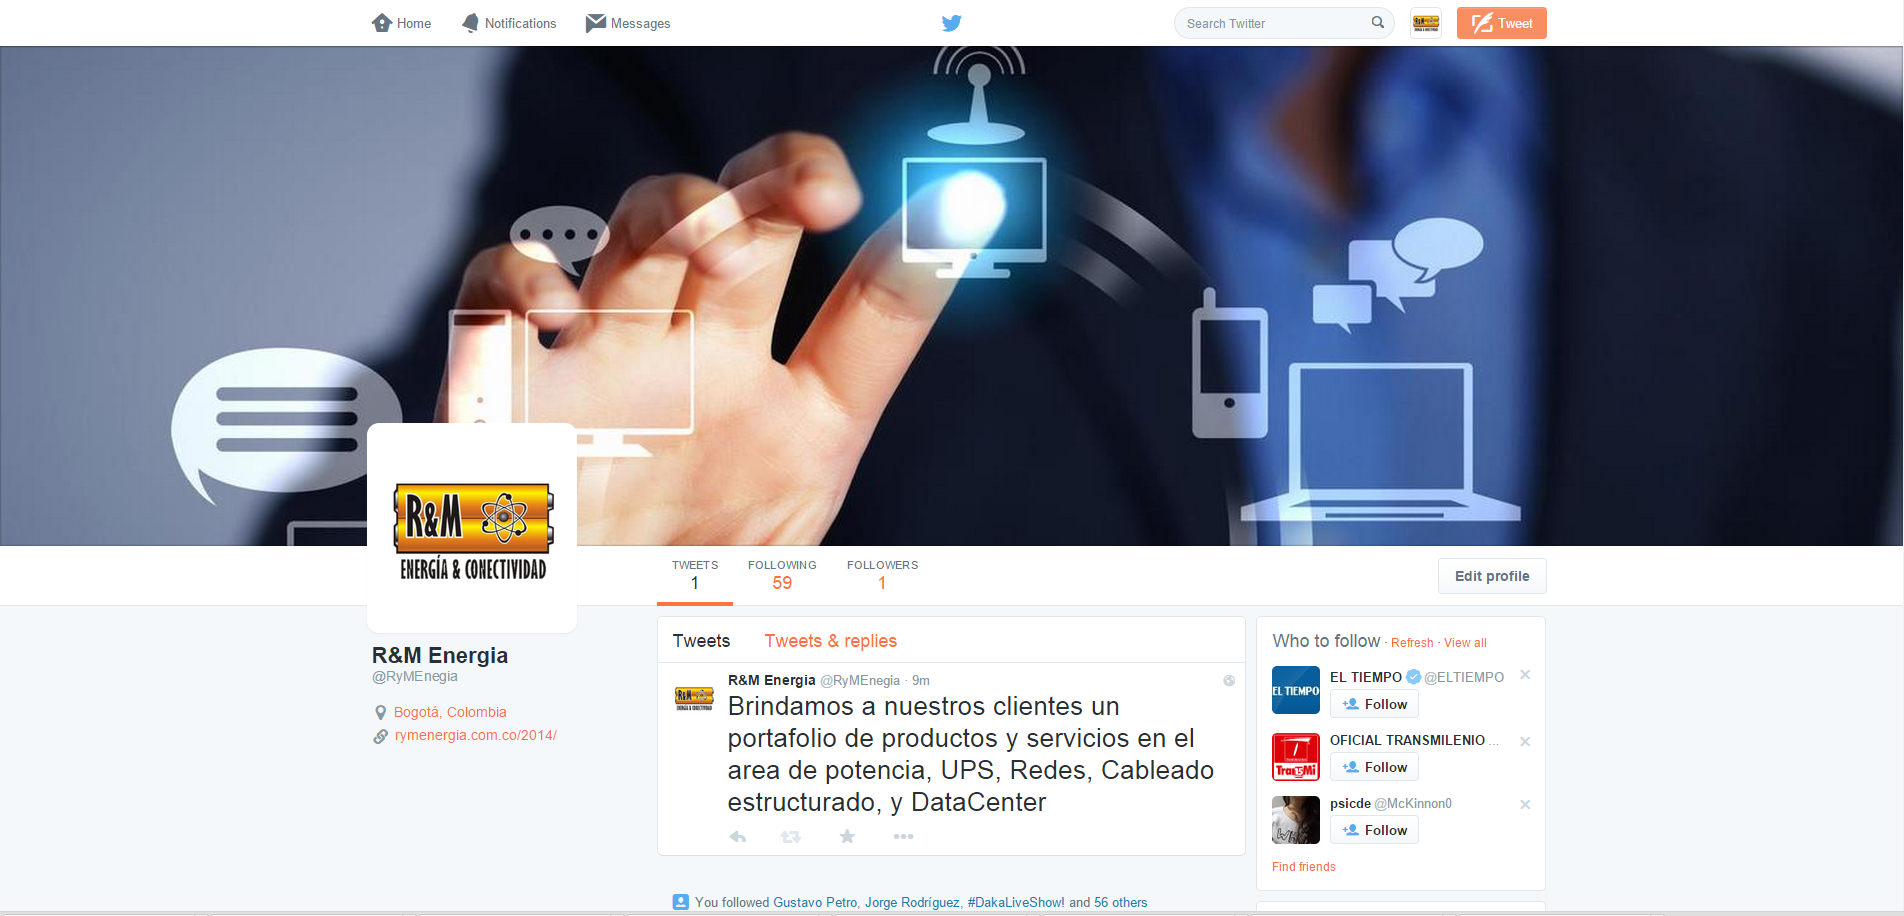 Home
Notifications
Messages
Search Twitter
Tweet
R&M
ENERGÍA & CONECTIVIDAD
TWEETS
1
FOLLOWING
59
FOLLOWERS
1
Edit profile
R&M Energia
@RyMEnegia
Bogotá, Colombia
rymenergia.com.co/2014/
Tweets
Tweets & replies
R&M Energia @RyMEnegia · 9m
Brindamos a nuestros clientes un
portafolio de productos y servicios en el
area de potencia, UPS, Redes, Cableado
estructurado, y DataCenter
You followed Gustavo Petro, Jorge Rodríguez, #DakaLiveShow! and 56 others
Who to follow · Refresh · View all
EL TIEMPO
EL TIEMPO @ELTIEMPO
Follow
OFICIAL TRANSMILENIO ...
Follow
psicde @McKinnon0
Follow
Find friends